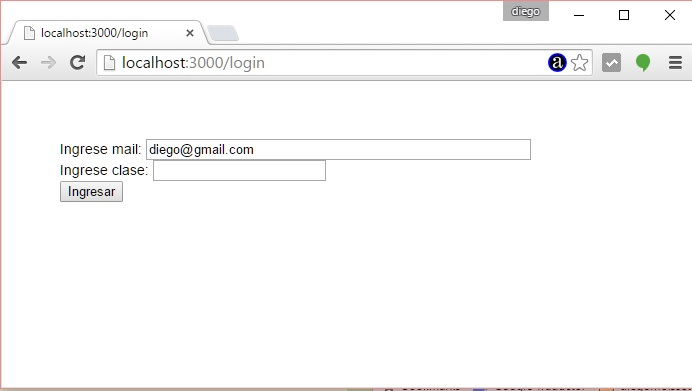 diego
localhost:3000/login
localhost:3000/login
Ingrese mail: diego@gmail.com
Ingrese clase:
Ingresar